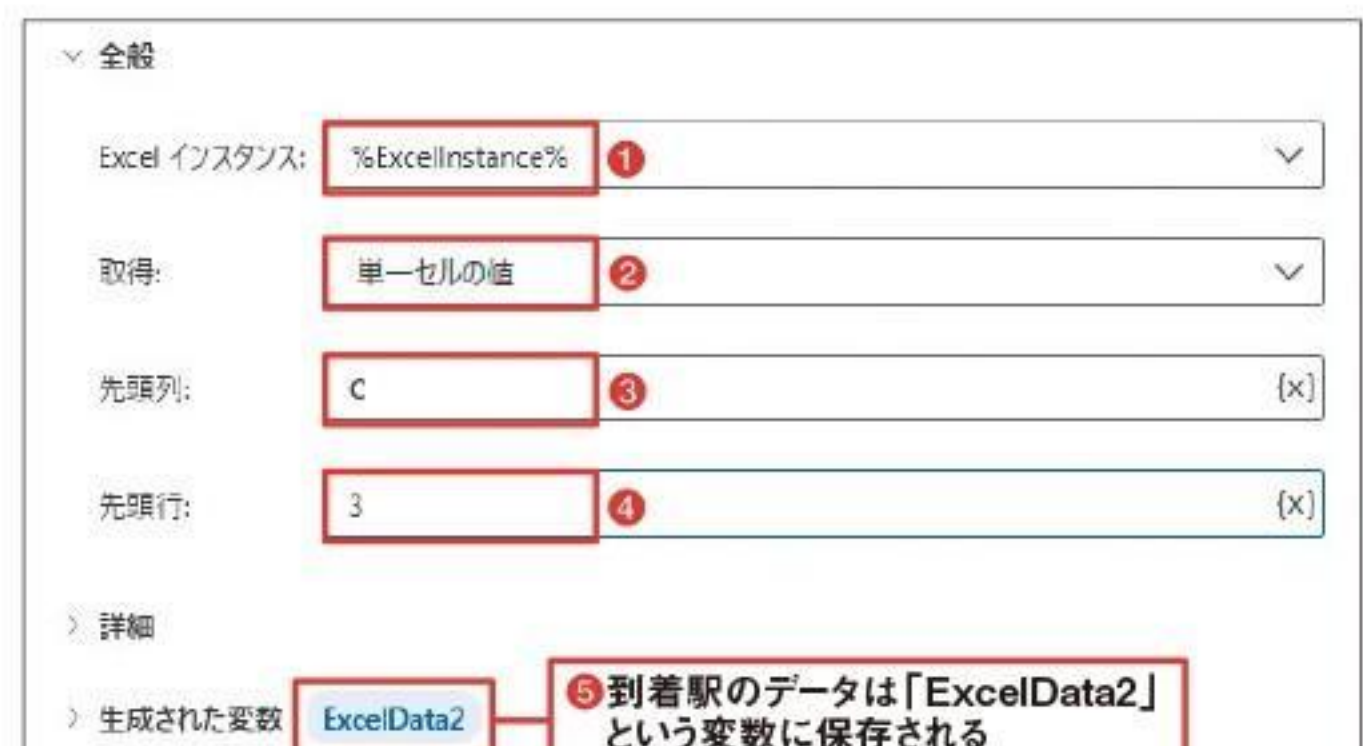 全般
Excel インスタンス: %ExcelInstance% ❶
取得: 単一セルの値 ❷
先頭列: C ❸ {x}
先頭行: 3 ❹ {x}
詳細
生成された変数 ExcelData2
❺到着駅のデータは「ExcelData2」
という変数に保存される